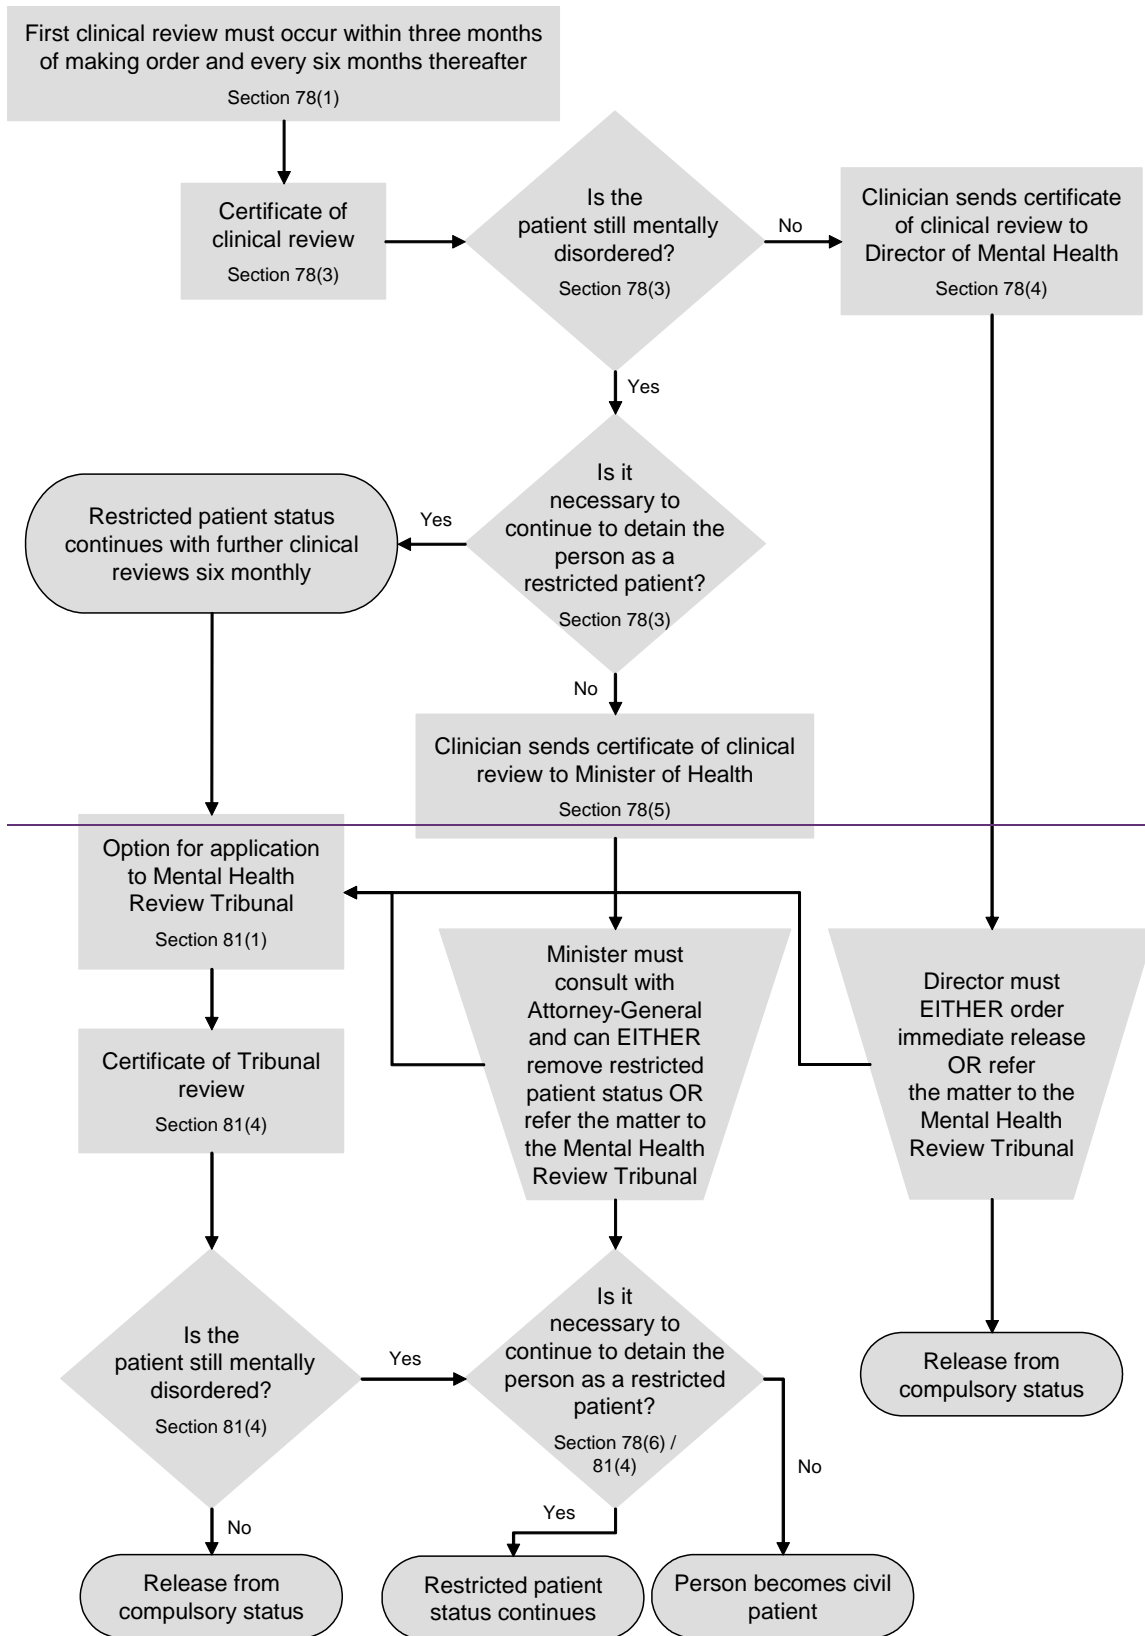 First clinical review must occur within three months
of making order and every six months thereafter
Section 78(1)
Certificate of
clinical review
Section 78(3)
Is the
patient still mentally
disordered?
Section 78(3)
No
Clinician sends certificate
of clinical review to
Director of Mental Health
Section 78(4)
Yes
Is it
necessary to
continue to detain the
person as a
restricted patient?
Section 78(3)
Yes
Restricted patient status
continues with further clinical
reviews six monthly
No
Clinician sends certificate of clinical
review to Minister of Health
Section 78(5)
Option for application
to Mental Health
Review Tribunal
Section 81(1)
Minister must
consult with
Attorney-General
and can EITHER
remove restricted
patient status OR
refer the matter to
the Mental Health
Review Tribunal
Director must
EITHER order
immediate release
OR refer
the matter to the
Mental Health
Review Tribunal
Certificate of Tribunal
review
Section 81(4)
Is the
patient still mentally
disordered?
Section 81(4)
Yes
Is it
necessary to
continue to detain the
person as a restricted
patient?
Section 78(6) /
81(4)
Release from
compulsory status
No
Yes
No
Release from
compulsory status
Restricted patient
status continues
Person becomes civil
patient